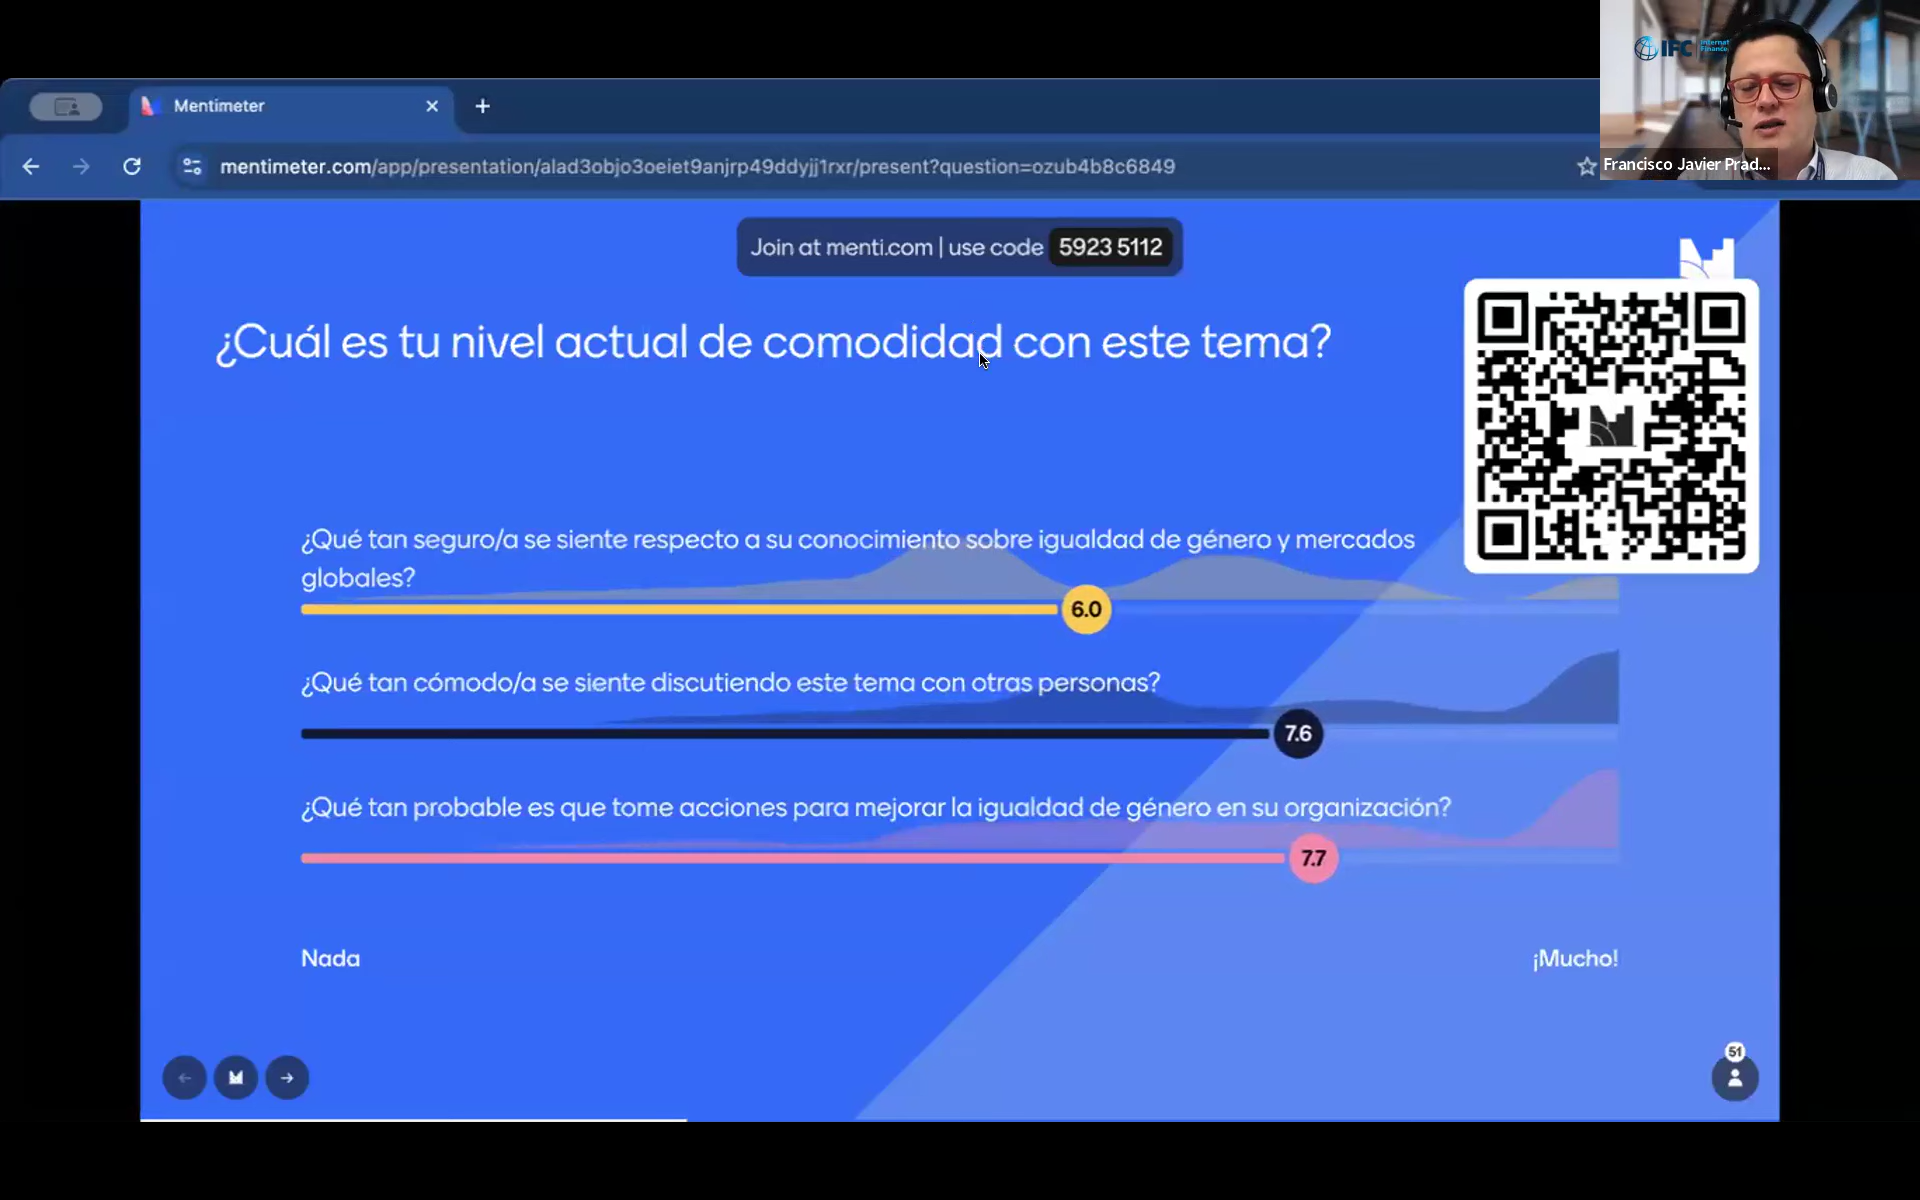 IFC
Internat
Finance
Mentimeter
mentimeter.com/app/presentation/alad3objo3oeiet9anjrp49ddyjj1rxr/present?question=ozub4b8c6849
Francisco Javier Prad...
Join at menti.com | use code 5923 5112
¿Cuál es tu nivel actual de comodidad con este tema?
¿Qué tan seguro/a se siente respecto a su conocimiento sobre igualdad de género y mercados
globales?
6.0
¿Qué tan cómodo/a se siente discutiendo este tema con otras personas?
7.6
¿Qué tan probable es que tome acciones para mejorar la igualdad de género en su organización?
7.7
Nada
¡Mucho!
51